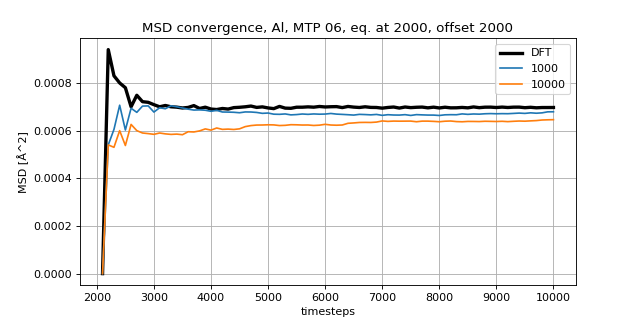 MSD convergence, Al, MTP 06, eq. at 2000, offset 2000
DFT
1000
10000
MSD [Å^2]
0.0008
0.0006
0.0004
0.0002
0.0000
2000 3000 4000 5000 6000 7000 8000 9000 10000
timesteps